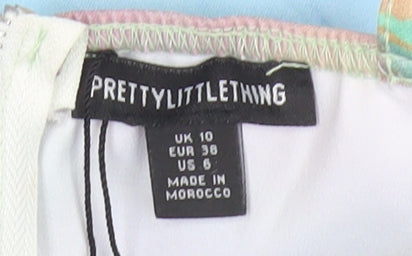 PRETTYLITTLETHING
UK 10
EUR 38
US 6
MADE IN
MOROCCO